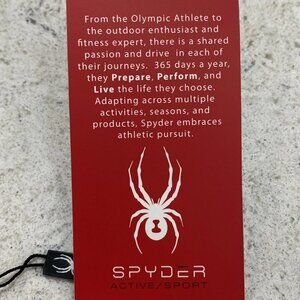 From the Olympic Athlete to
the outdoor enthusiast and
fitness expert, there is a shared
passion and drive in each of
their journeys. 365 days a year,
they Prepare, Perform, and
Live the life they choose.
Adapting across multiple
activities, seasons, and
products, Spyder embraces
athletic pursuit.
SPYDER
ACTIVE/SPORT